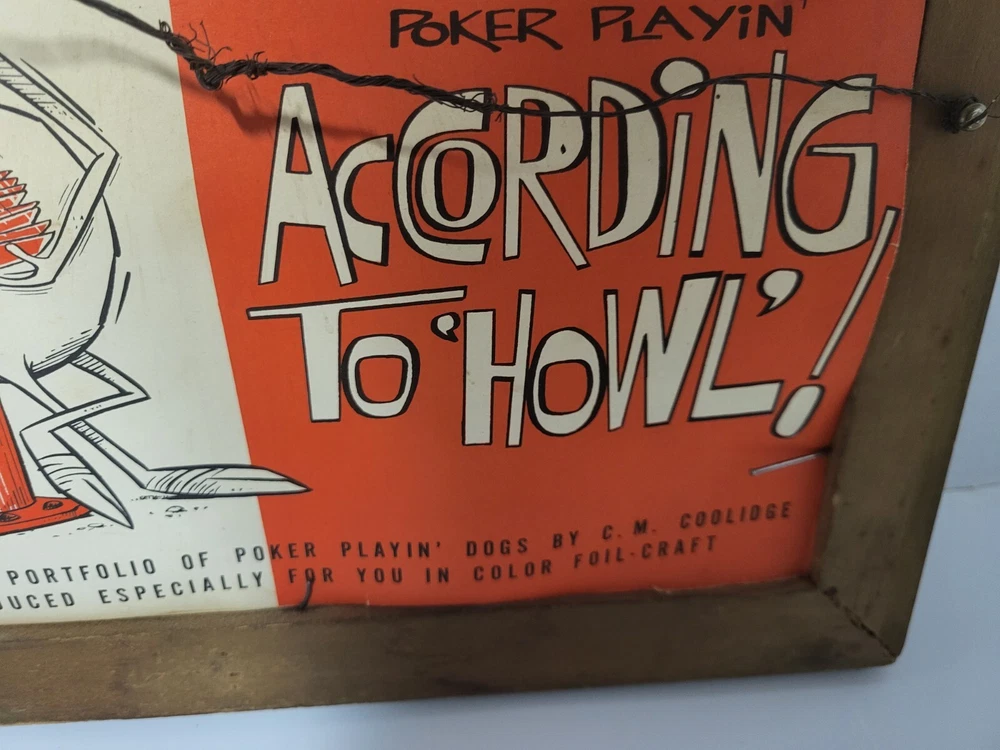 POKER PLAYiN'
ACCORDiNG
TO 'HOWL'!
PORTFOLIO OF POKER PLAYIN' DOGS BY C. M. COOLIDGE
ESPECIALLY FOR YOU IN COLOR FOIL-CRAFT